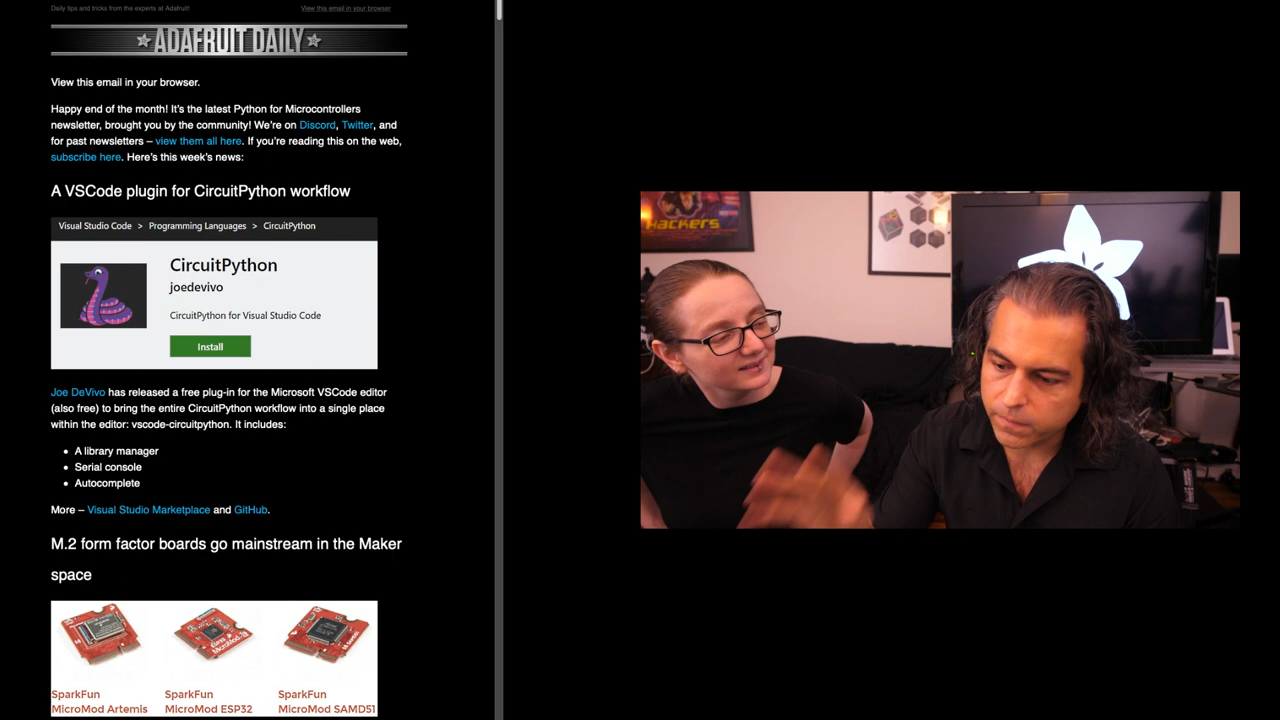 Daily tips and tricks from the experts at Adafruit!
View this email in your browser
ADAFRUIT DAILY
View this email in your browser.
Happy end of the month! It's the latest Python for Microcontrollers
newsletter, brought you by the community! We're on Discord, Twitter, and
for past newsletters – view them all here. If you're reading this on the web,
subscribe here. Here's this week's news:
A VSCode plugin for CircuitPython workflow
Visual Studio Code > Programming Languages > CircuitPython
CircuitPython
joedevivo
CircuitPython for Visual Studio Code
Install
Joe DeVivo has released a free plug-in for the Microsoft VSCode editor
(also free) to bring the entire CircuitPython workflow into a single place
within the editor: vscode-circuitpython. It includes:
• A library manager
• Serial console
• Autocomplete
More – Visual Studio Marketplace and GitHub.
M.2 form factor boards go mainstream in the Maker
space
SparkFun
MicroMod Artemis
SparkFun
MicroMod ESP32
SparkFun
MicroMod SAMD51
HACKERS